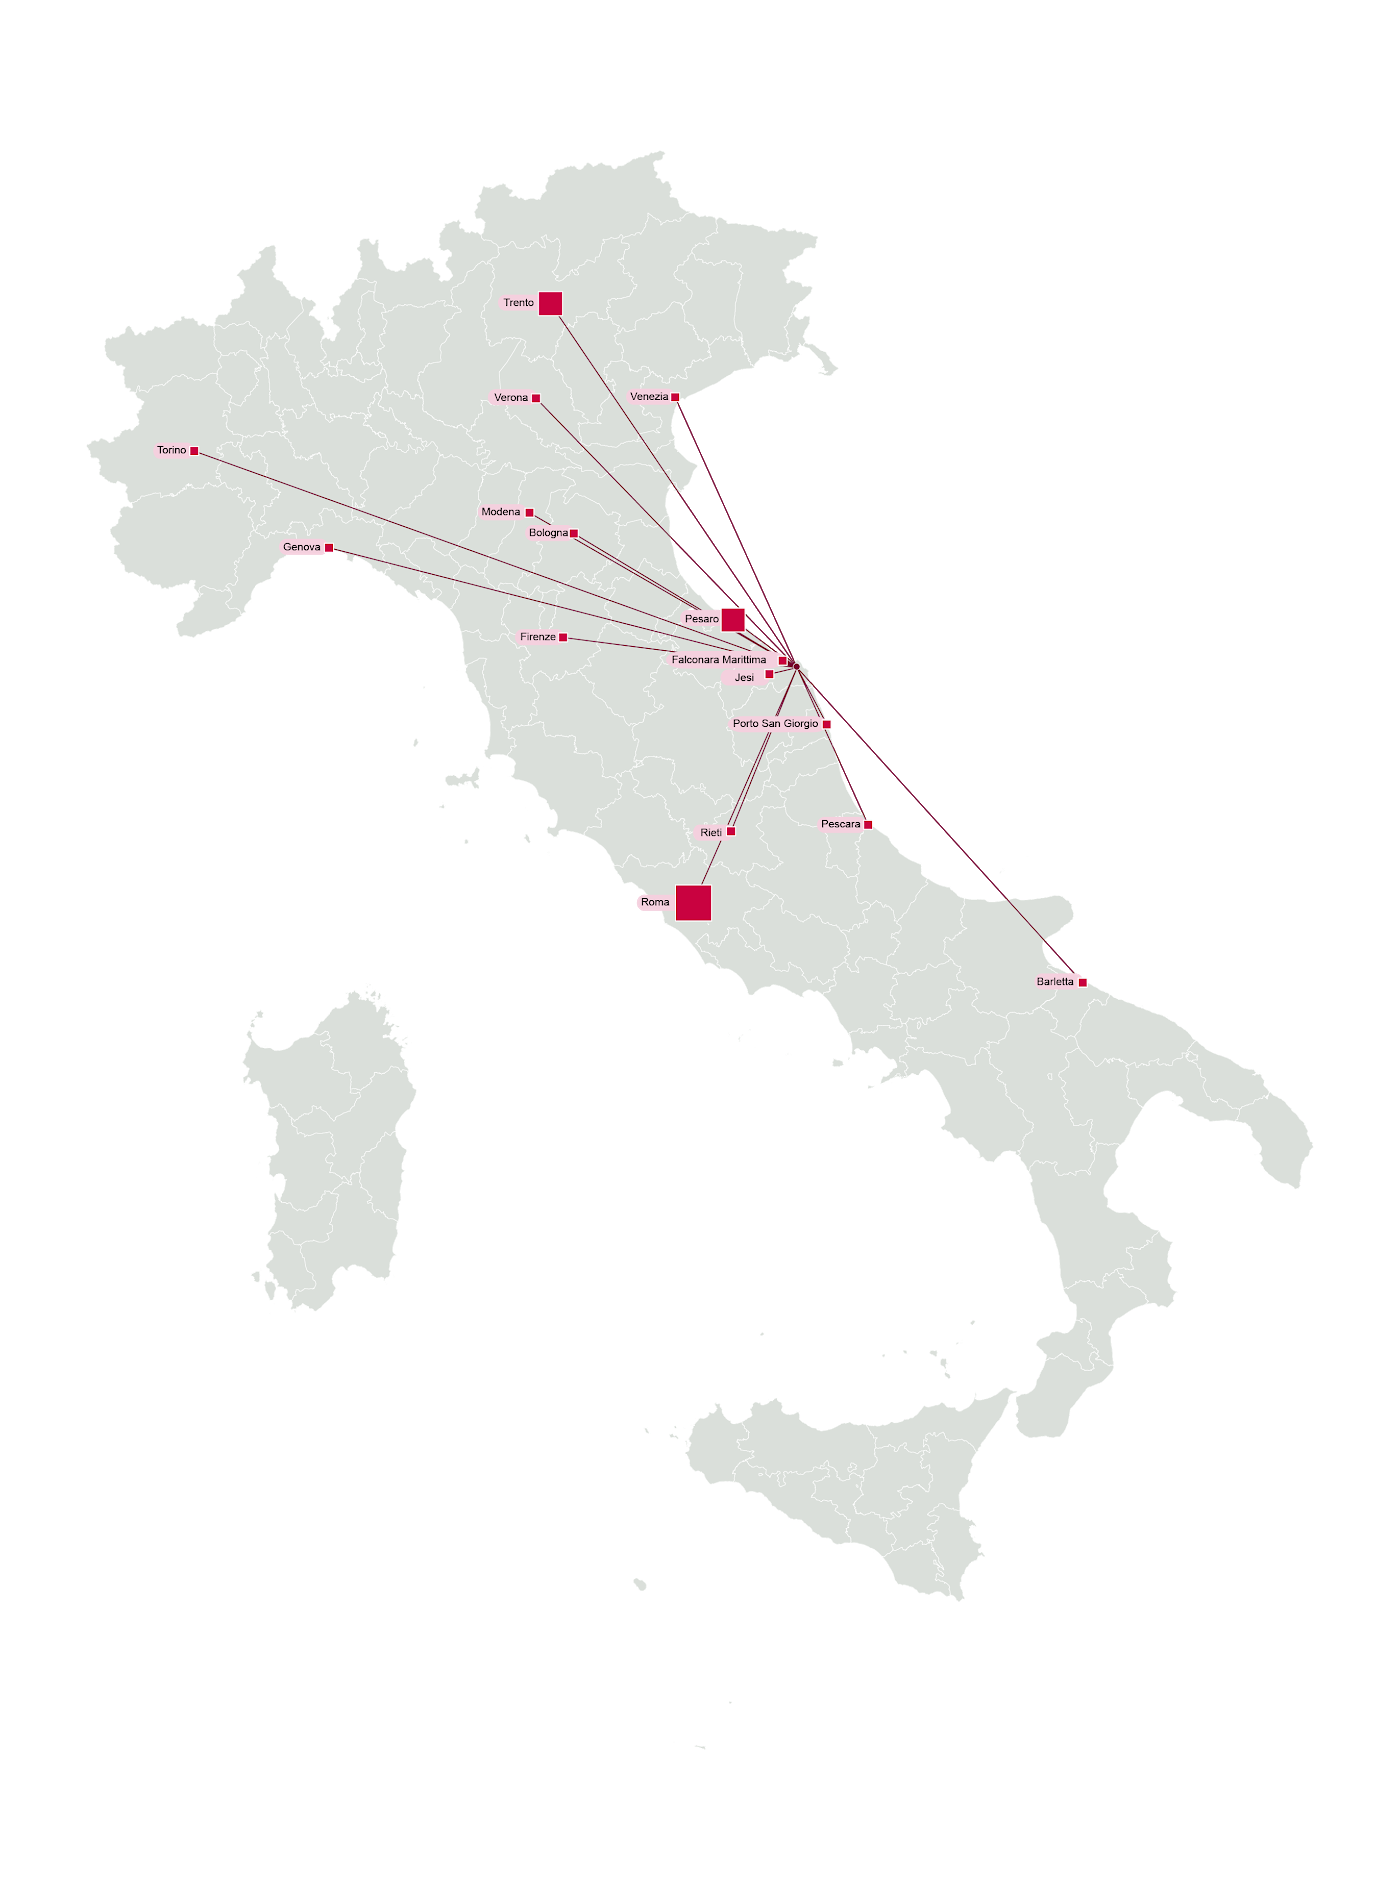 Trento
Verona
Venezia
Torino
Modena
Bologna
Genova
Pesaro
Firenze
Falconara Marittima
Jesi
Porto San Giorgio
Pescara
Rieti
Roma
Barletta